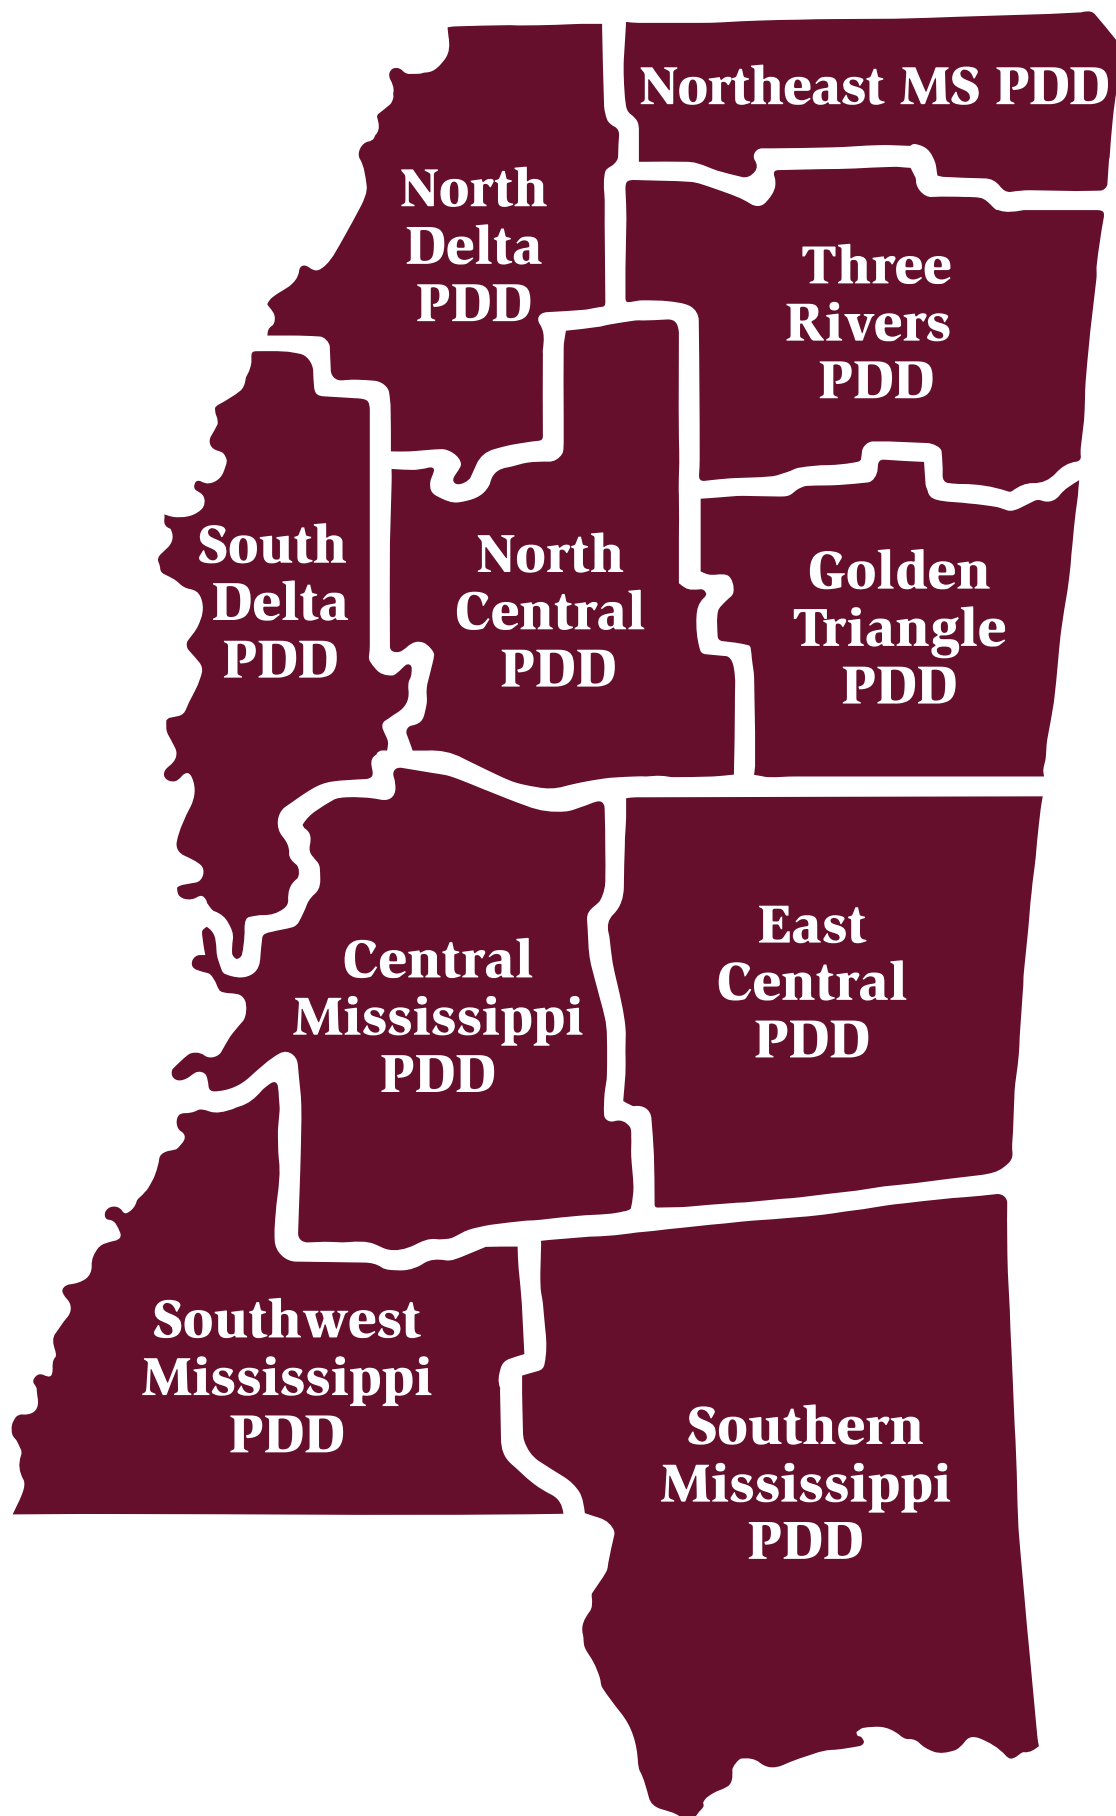 Northeast MS PDD
North
Delta
PDD
Three
Rivers
PDD
South
Delta
PDD
North
Central
PDD
Golden
Triangle
PDD
Central
Mississippi
PDD
East
Central
PDD
Southwest
Mississippi
PDD
Southern
Mississippi
PDD